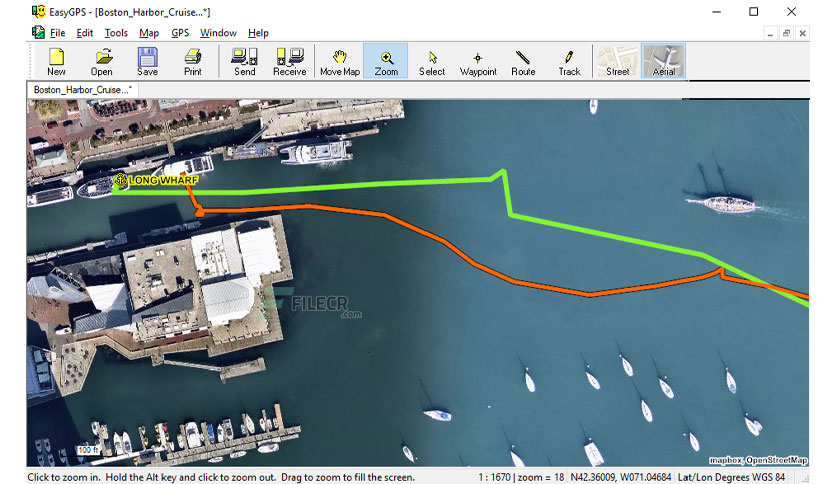 EasyGPS - [Boston_Harbor_Cruise...*]
File Edit Tools Map GPS Window Help
New Open Save Print Send Receive Move Map Zoom Select Waypoint Route Track Street Aerial
Boston_Harbor_Cruise...*
LONG WHARF
FILECR
.com
100 ft
mapbox, OpenStreetMap
Click to zoom in. Hold the Alt key and click to zoom out. Drag to zoom to fill the screen. 1 : 1670 | zoom = 18 N42.36009, W071.04684 Lat/Lon Degrees WGS 84